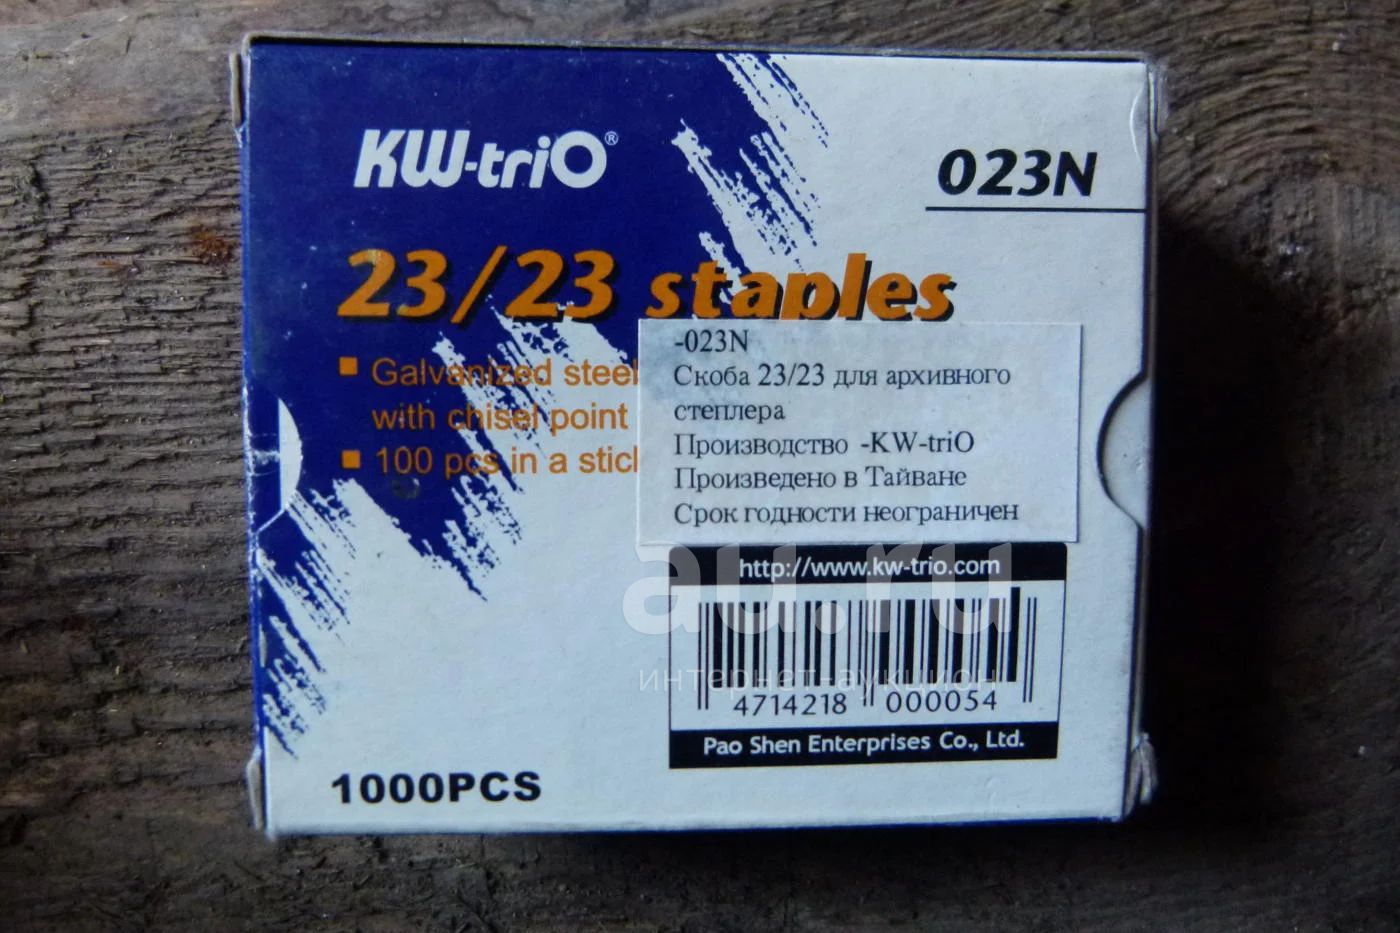 KW-triO®
023N
23/23 staples
Galvanized steel
with chisel point
100 pcs in a
-023N
Скоба 23/23 для архивного
степлера
Производство -KW-triO
Произведено в Тайване
Срок годности неограничен
au.ru
интернет-аукцион
http://www.kw-trio.com
4714218 000054
Pao Shen Enterprises Co., Ltd.
1000PCS